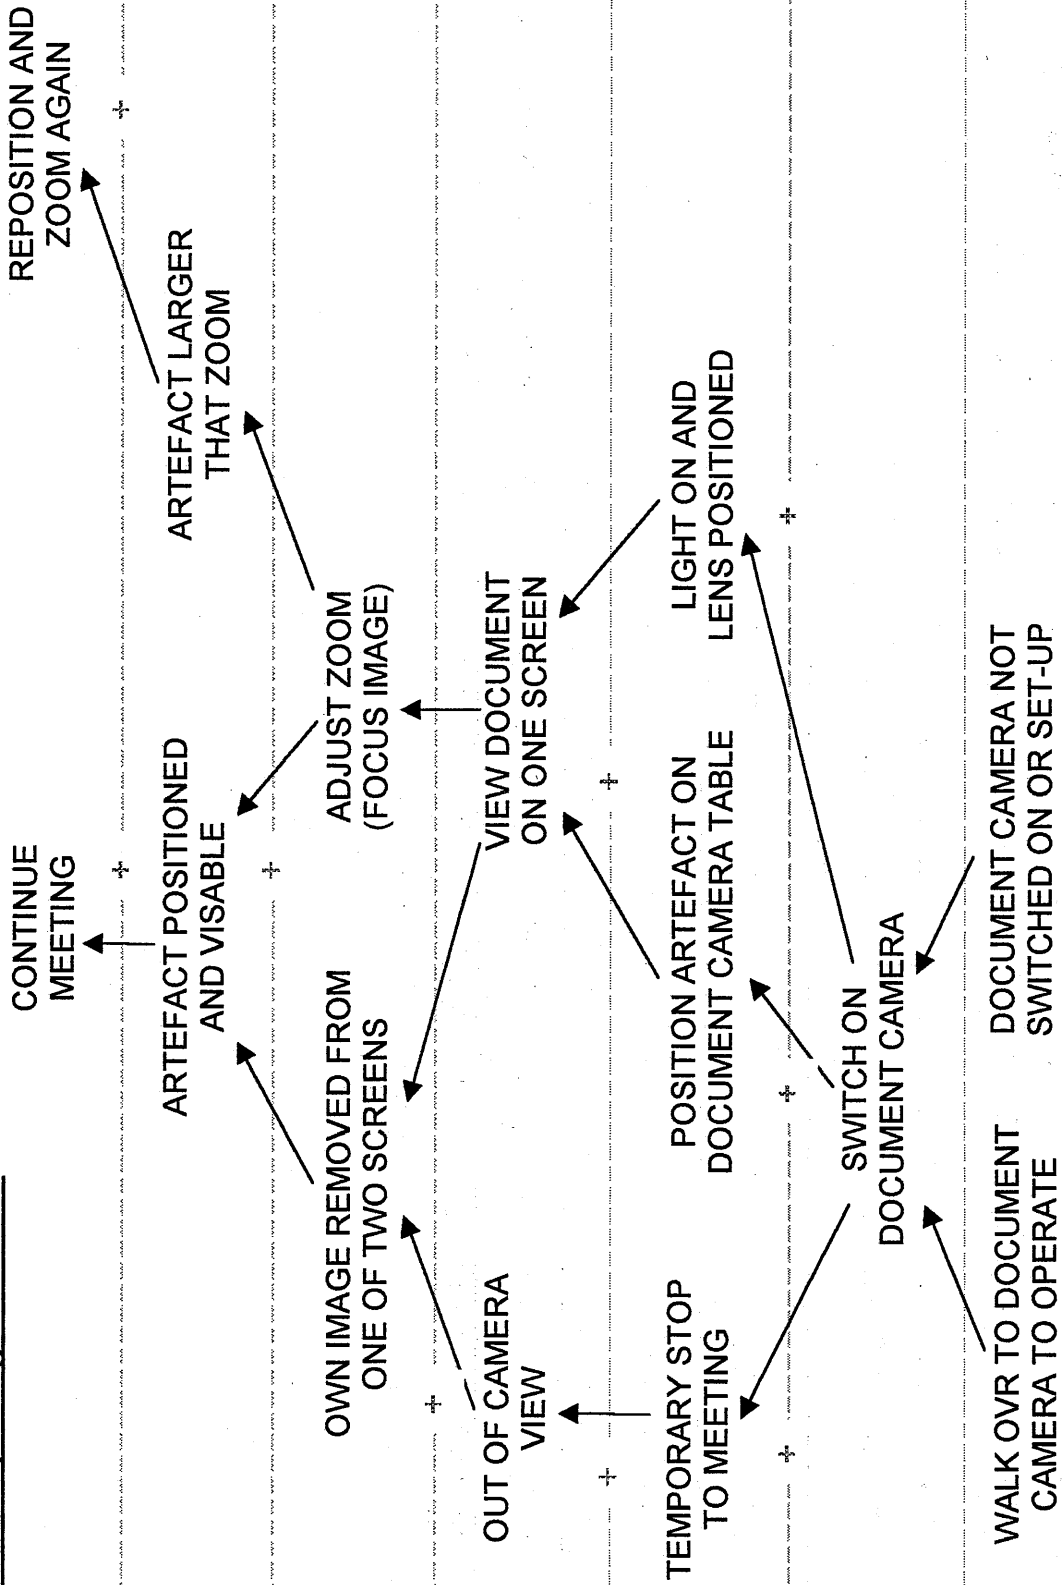 CONTINUE
MEETING
REPOSITION AND
ZOOM AGAIN
ARTEFACT POSITIONED
AND VISABLE
ARTEFACT LARGER
THAT ZOOM
OWN IMAGE REMOVED FROM
ONE OF TWO SCREENS
ADJUST ZOOM
(FOCUS IMAGE)
OUT OF CAMERA
VIEW
VIEW DOCUMENT
ON ONE SCREEN
TEMPORARY STOP
TO MEETING
POSITION ARTEFACT ON
DOCUMENT CAMERA TABLE
LIGHT ON AND
LENS POSITIONED
SWITCH ON
DOCUMENT CAMERA
WALK OVR TO DOCUMENT
CAMERA TO OPERATE
DOCUMENT CAMERA NOT
SWITCHED ON OR SET-UP